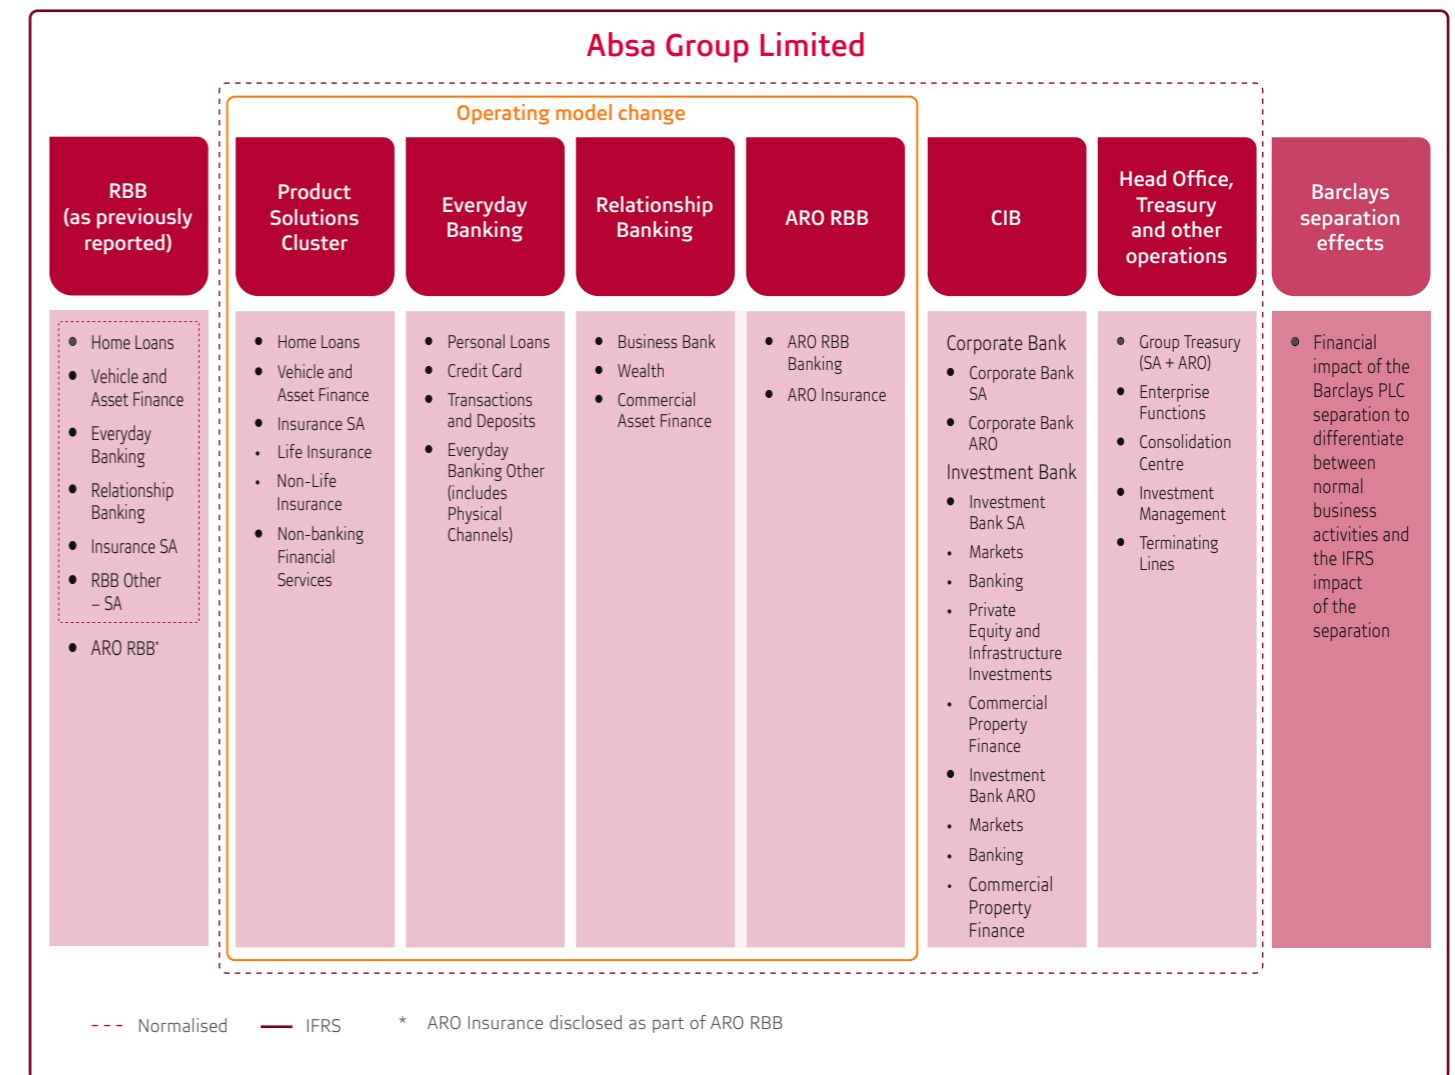 Absa Group Limited
Operating model change
RBB
(as previously
reported)
Product
Solutions
Cluster
Everyday
Banking
Relationship
Banking
ARO RBB
CIB
Head Office,
Treasury
and other
operations
Barclays
separation
effects
• Home Loans
• Vehicle and
Asset Finance
• Everyday
Banking
• Relationship
Banking
• Insurance SA
• RBB Other
– SA
• ARO RBB*
• Home Loans
• Vehicle and
Asset Finance
• Insurance SA
• Life Insurance
• Non-Life
Insurance
• Non-banking
Financial
Services
• Personal Loans
• Credit Card
• Transactions
and Deposits
• Everyday
Banking Other
(includes
Physical
Channels)
• Business Bank
• Wealth
• Commercial
Asset Finance
• ARO RBB
Banking
• ARO Insurance
Corporate Bank
• Corporate Bank
SA
• Corporate Bank
ARO
Investment Bank
• Investment
Bank SA
• Markets
• Banking
• Private
Equity and
Infrastructure
Investments
• Commercial
Property
Finance
• Investment
Bank ARO
• Markets
• Banking
• Commercial
Property
Finance
• Group Treasury
(SA + ARO)
• Enterprise
Functions
• Consolidation
Centre
• Investment
Management
• Terminating
Lines
• Financial
impact of the
Barclays PLC
separation to
differentiate
between
normal
business
activities and
the IFRS
impact
of the
separation
--- Normalised — IFRS * ARO Insurance disclosed as part of ARO RBB